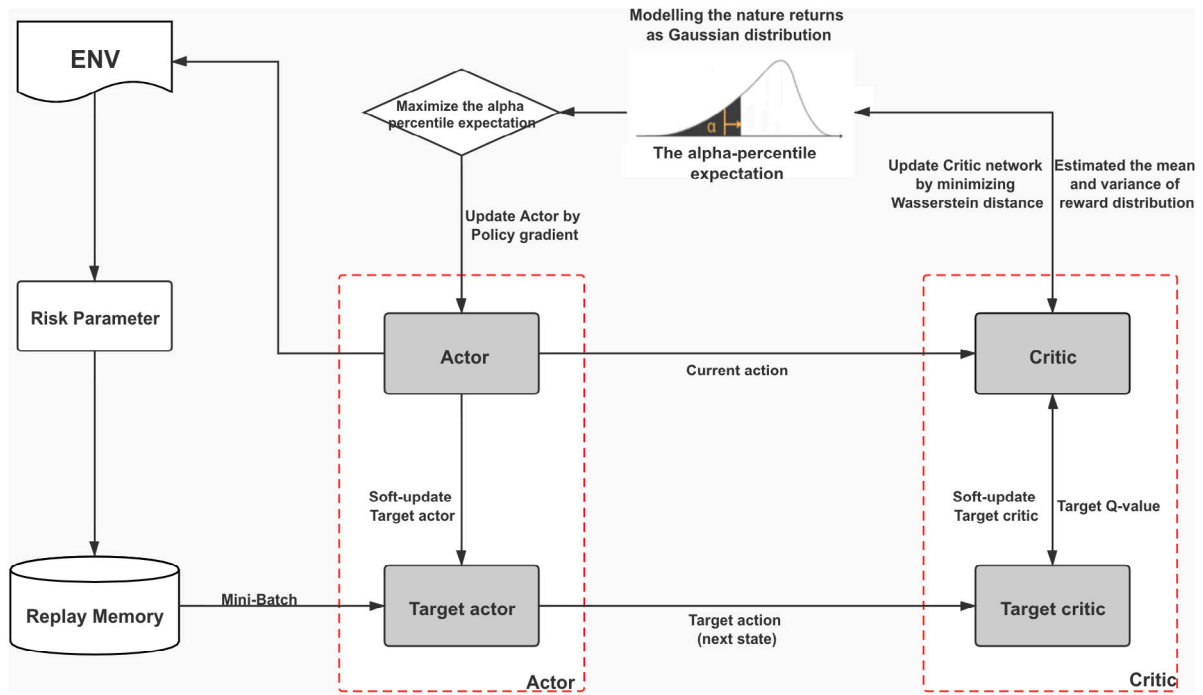 Modelling the nature returns
as Gaussian distribution
ENV
Maximize the alpha
percentile expectation
α
The alpha-percentile
expectation
Update Critic network
by minimizing
Wasserstein distance
Estimated the mean
and variance of
reward distribution
Update Actor by
Policy gradient
Risk Parameter
Actor
Current action
Critic
Soft-update
Target actor
Soft-update
Target critic
Target Q-value
Replay Memory
Mini-Batch
Target actor
Target action
(next state)
Target critic
Actor
Critic